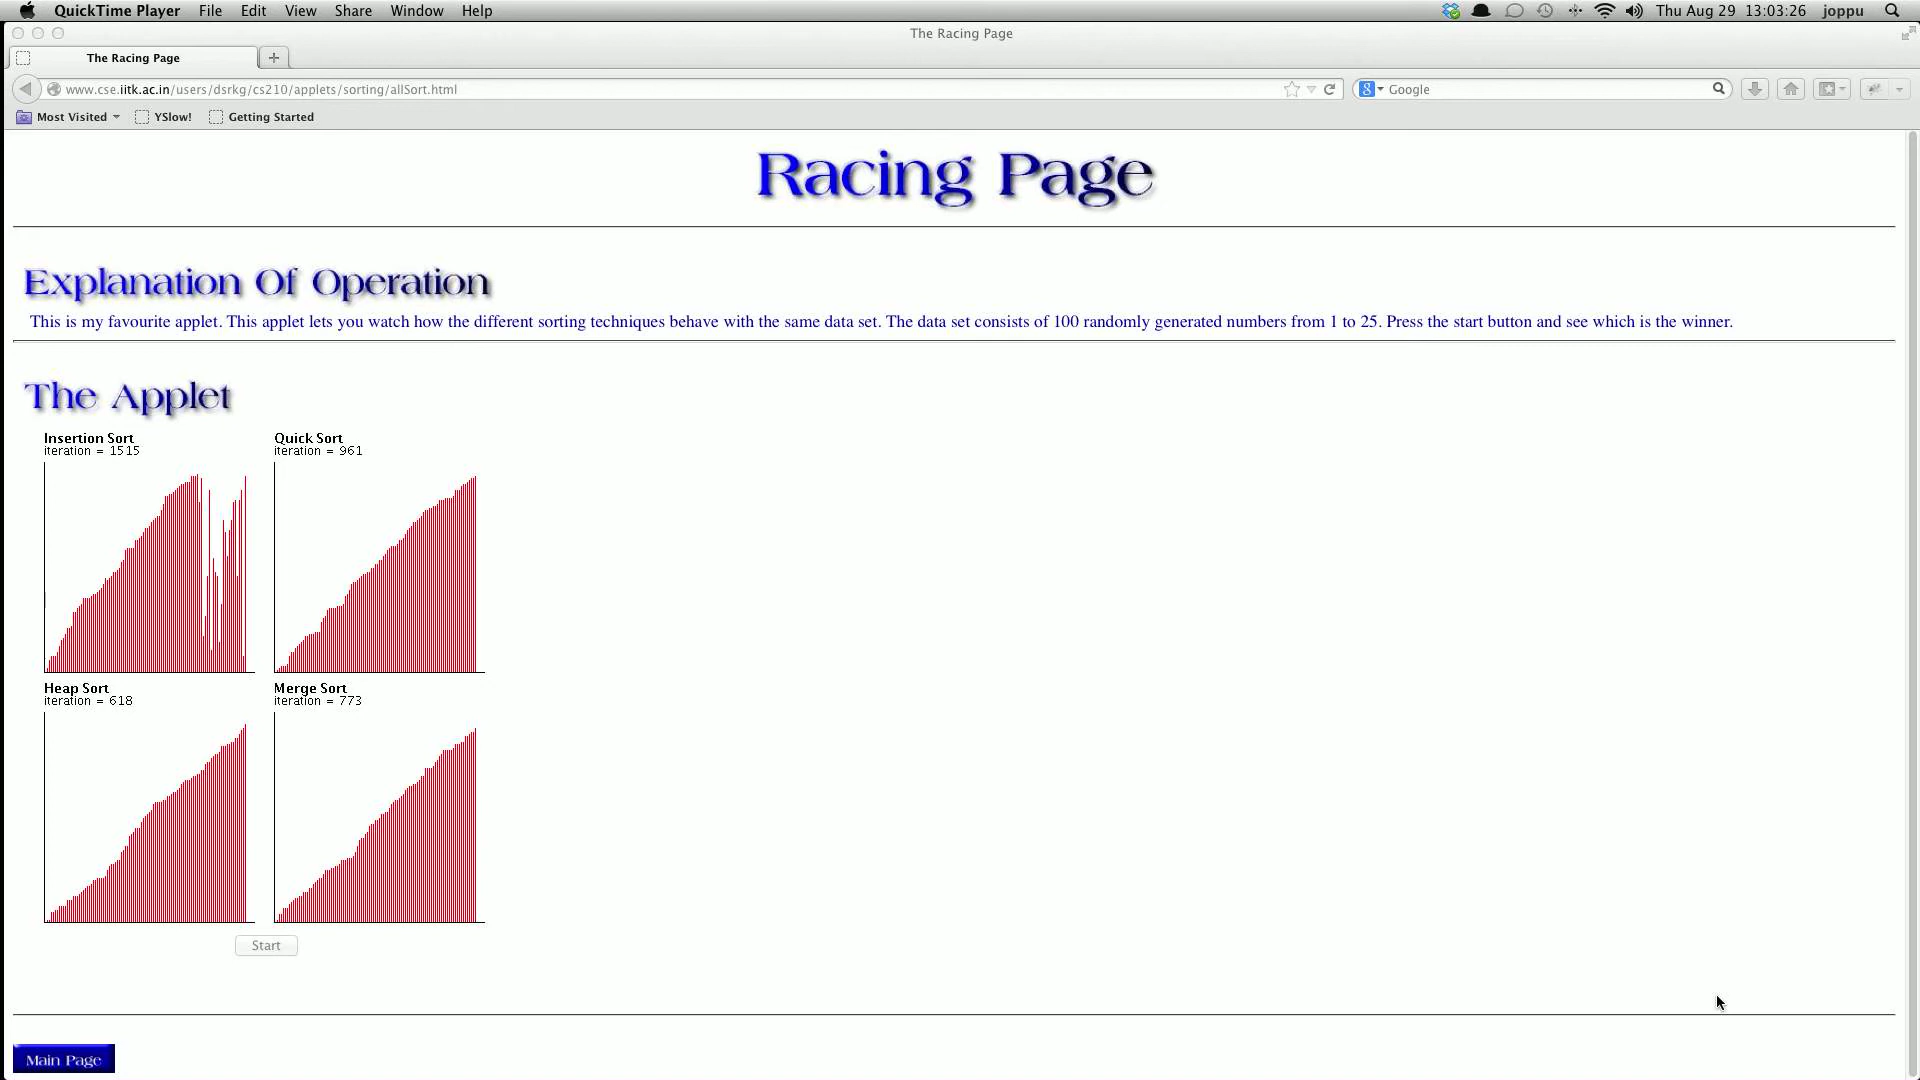 QuickTime Player File Edit View Share Window Help Thu Aug 29 13:03:26 joppu
The Racing Page
The Racing Page
www.cse.iitk.ac.in/users/dsrkg/cs210/applets/sorting/allSort.html Google
Most Visited YSlow! Getting Started
Racing Page
Explanation Of Operation
This is my favourite applet. This applet lets you watch how the different sorting techniques behave with the same data set. The data set consists of 100 randomly generated numbers from 1 to 25. Press the start button and see which is the winner.
The Applet
Insertion Sort
iteration = 1515
Quick Sort
iteration = 961
Heap Sort
iteration = 618
Merge Sort
iteration = 773
Start
Main Page